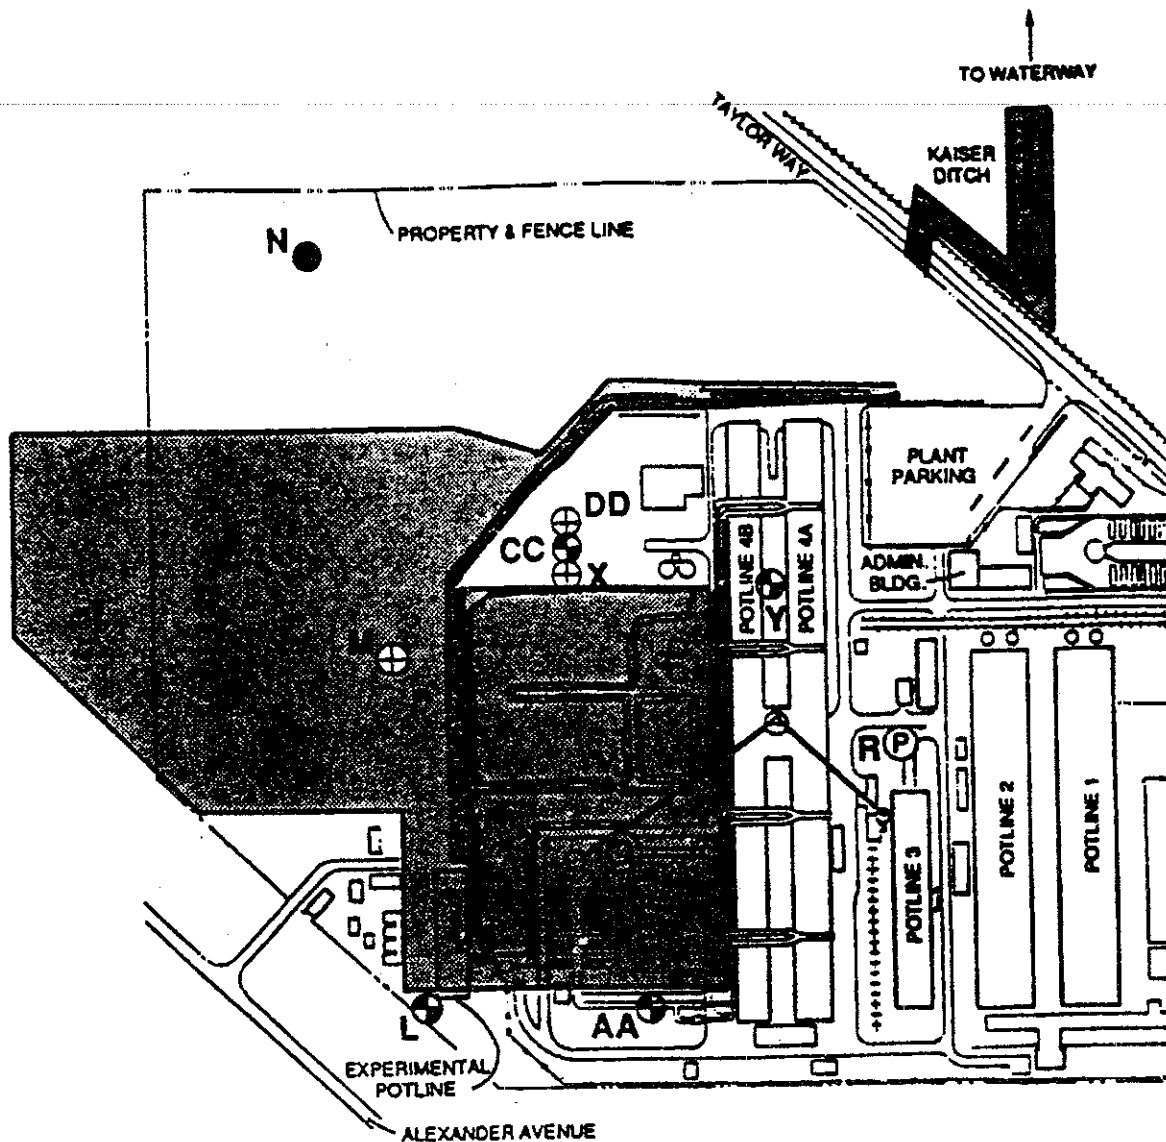 TO WATERWAY
TAYLOR WAY
KAISER
DITCH
N
PROPERTY & FENCE LINE
PLANT
PARKING
DD
CC
X
POTLINE 4B
POTLINE 4A
Y
ADMIN.
BLDG.
R
P
POTLINE 3
POTLINE 2
POTLINE 1
L
AA
EXPERIMENTAL
POTLINE
ALEXANDER AVENUE